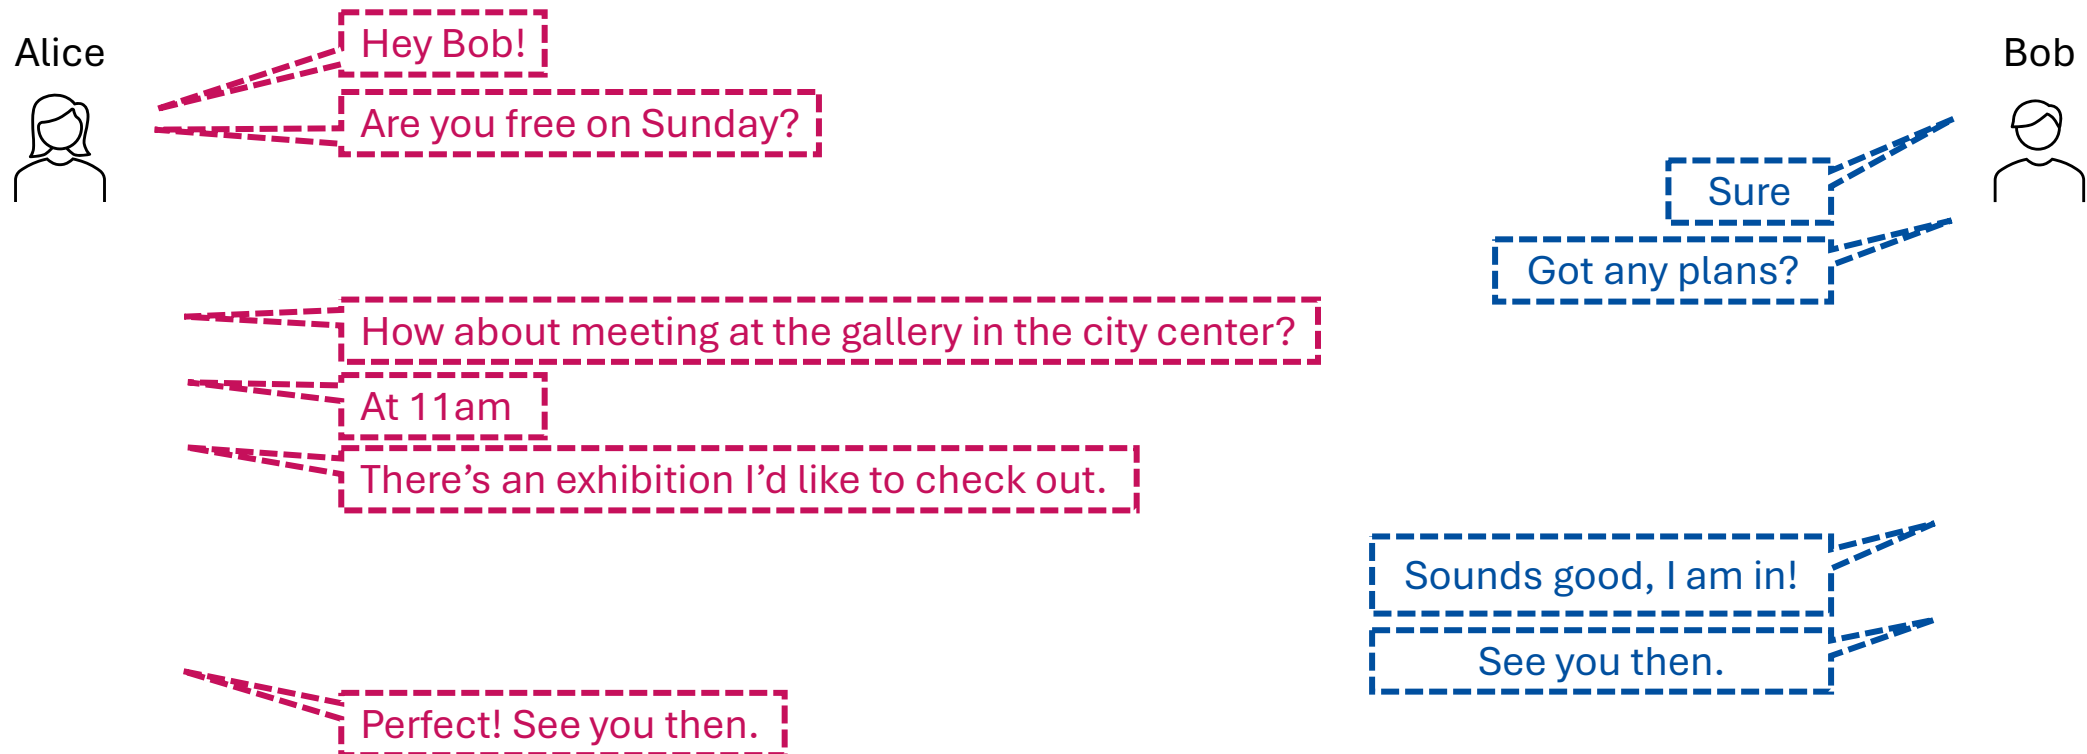 Alice
Bob
Hey Bob!
Are you free on Sunday?
Sure
Got any plans?
How about meeting at the gallery in the city center?
At 11am
There’s an exhibition I’d like to check out.
Sounds good, I am in!
See you then.
Perfect! See you then.